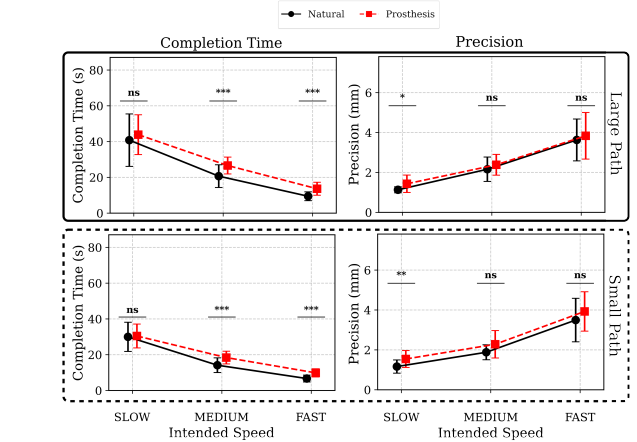 Natural Prosthesis
Completion Time Precision
Completion Time (s)
80
60
40
20
0
ns *** ***
Precision (mm)
6
4
2
0
* ns ns
Large Path
Completion Time (s)
80
60
40
20
0
ns *** ***
SLOW MEDIUM FAST
Intended Speed
Precision (mm)
6
4
2
0
** ns ns
SLOW MEDIUM FAST
Intended Speed
Small Path